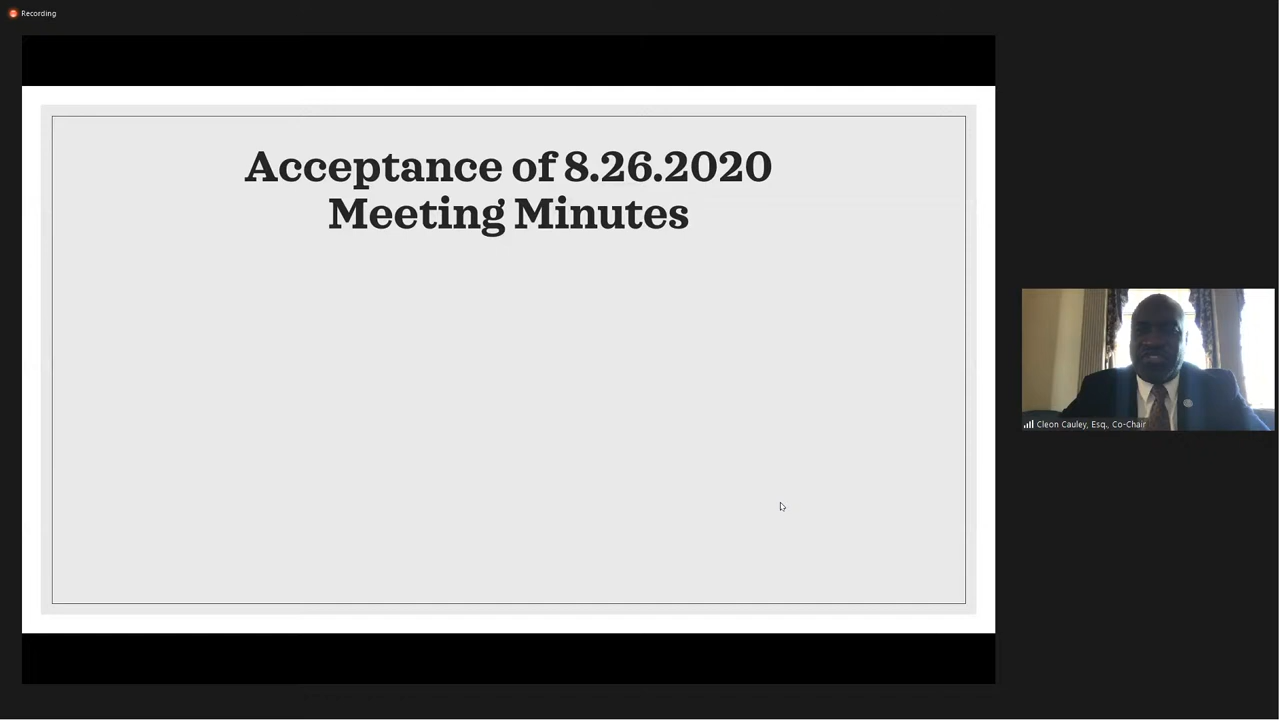 Recording
Acceptance of 8.26.2020
Meeting Minutes
Cleon Cauley, Esq., Co-Chair